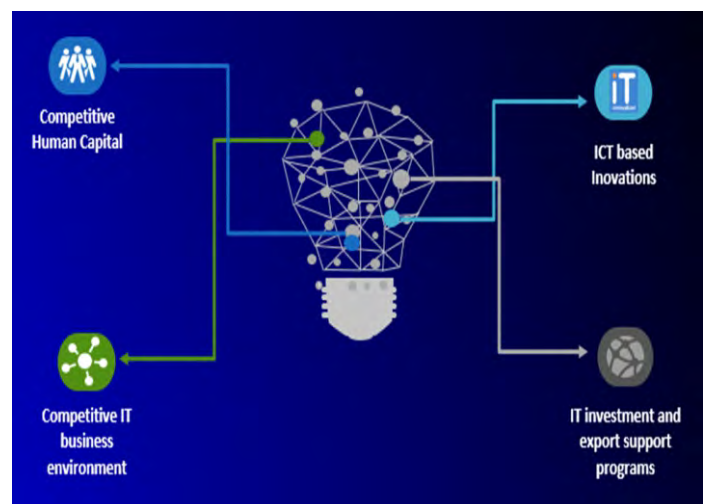 Competitive
Human Capital
iT
ICT based
Inovations
Competitive IT
business
environment
IT investment and
export support
programs